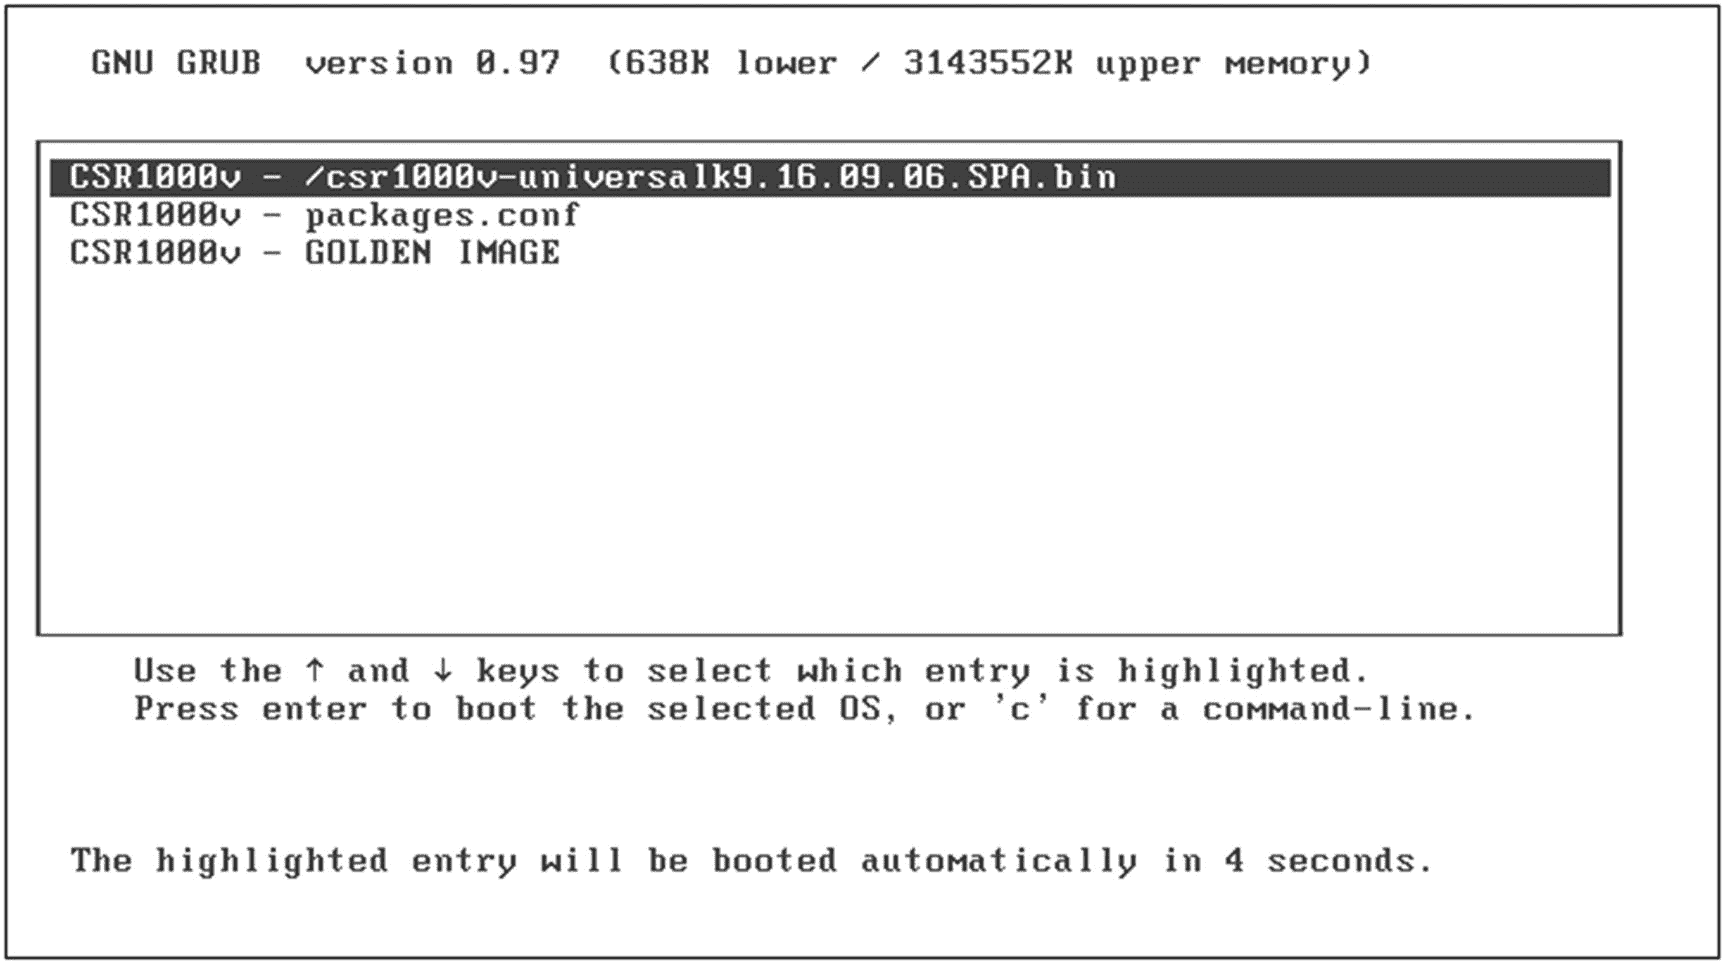 GNU GRUB  version 0.97  (638K lower / 3143552K upper memory)
CSR1000v - /csr1000v-universalk9.16.09.06.SPA.bin
CSR1000v - packages.conf
CSR1000v - GOLDEN IMAGE
Use the ↑ and ↓ keys to select which entry is highlighted.
Press enter to boot the selected OS, or 'c' for a command-line.
The highlighted entry will be booted automatically in 4 seconds.